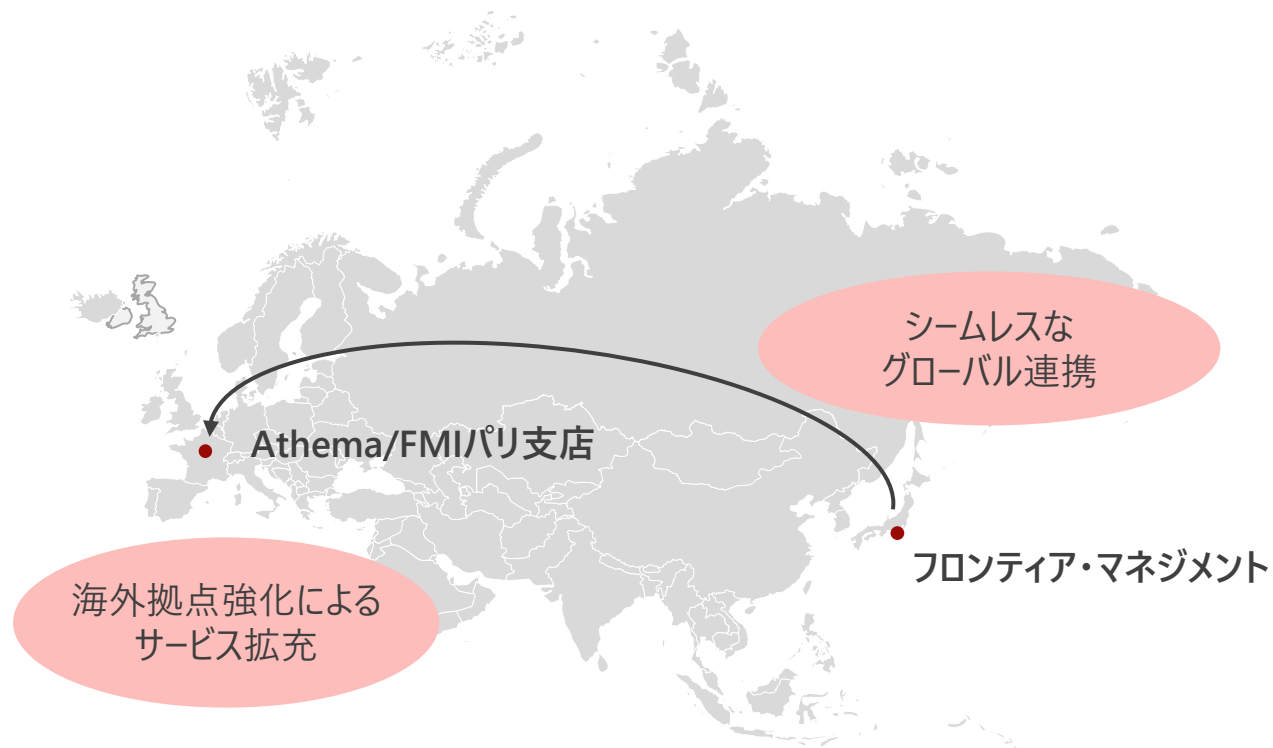 シームレスな
グローバル連携
Athema/FMIパリ支店
フロンティア・マネジメント
海外拠点強化による
サービス拡充